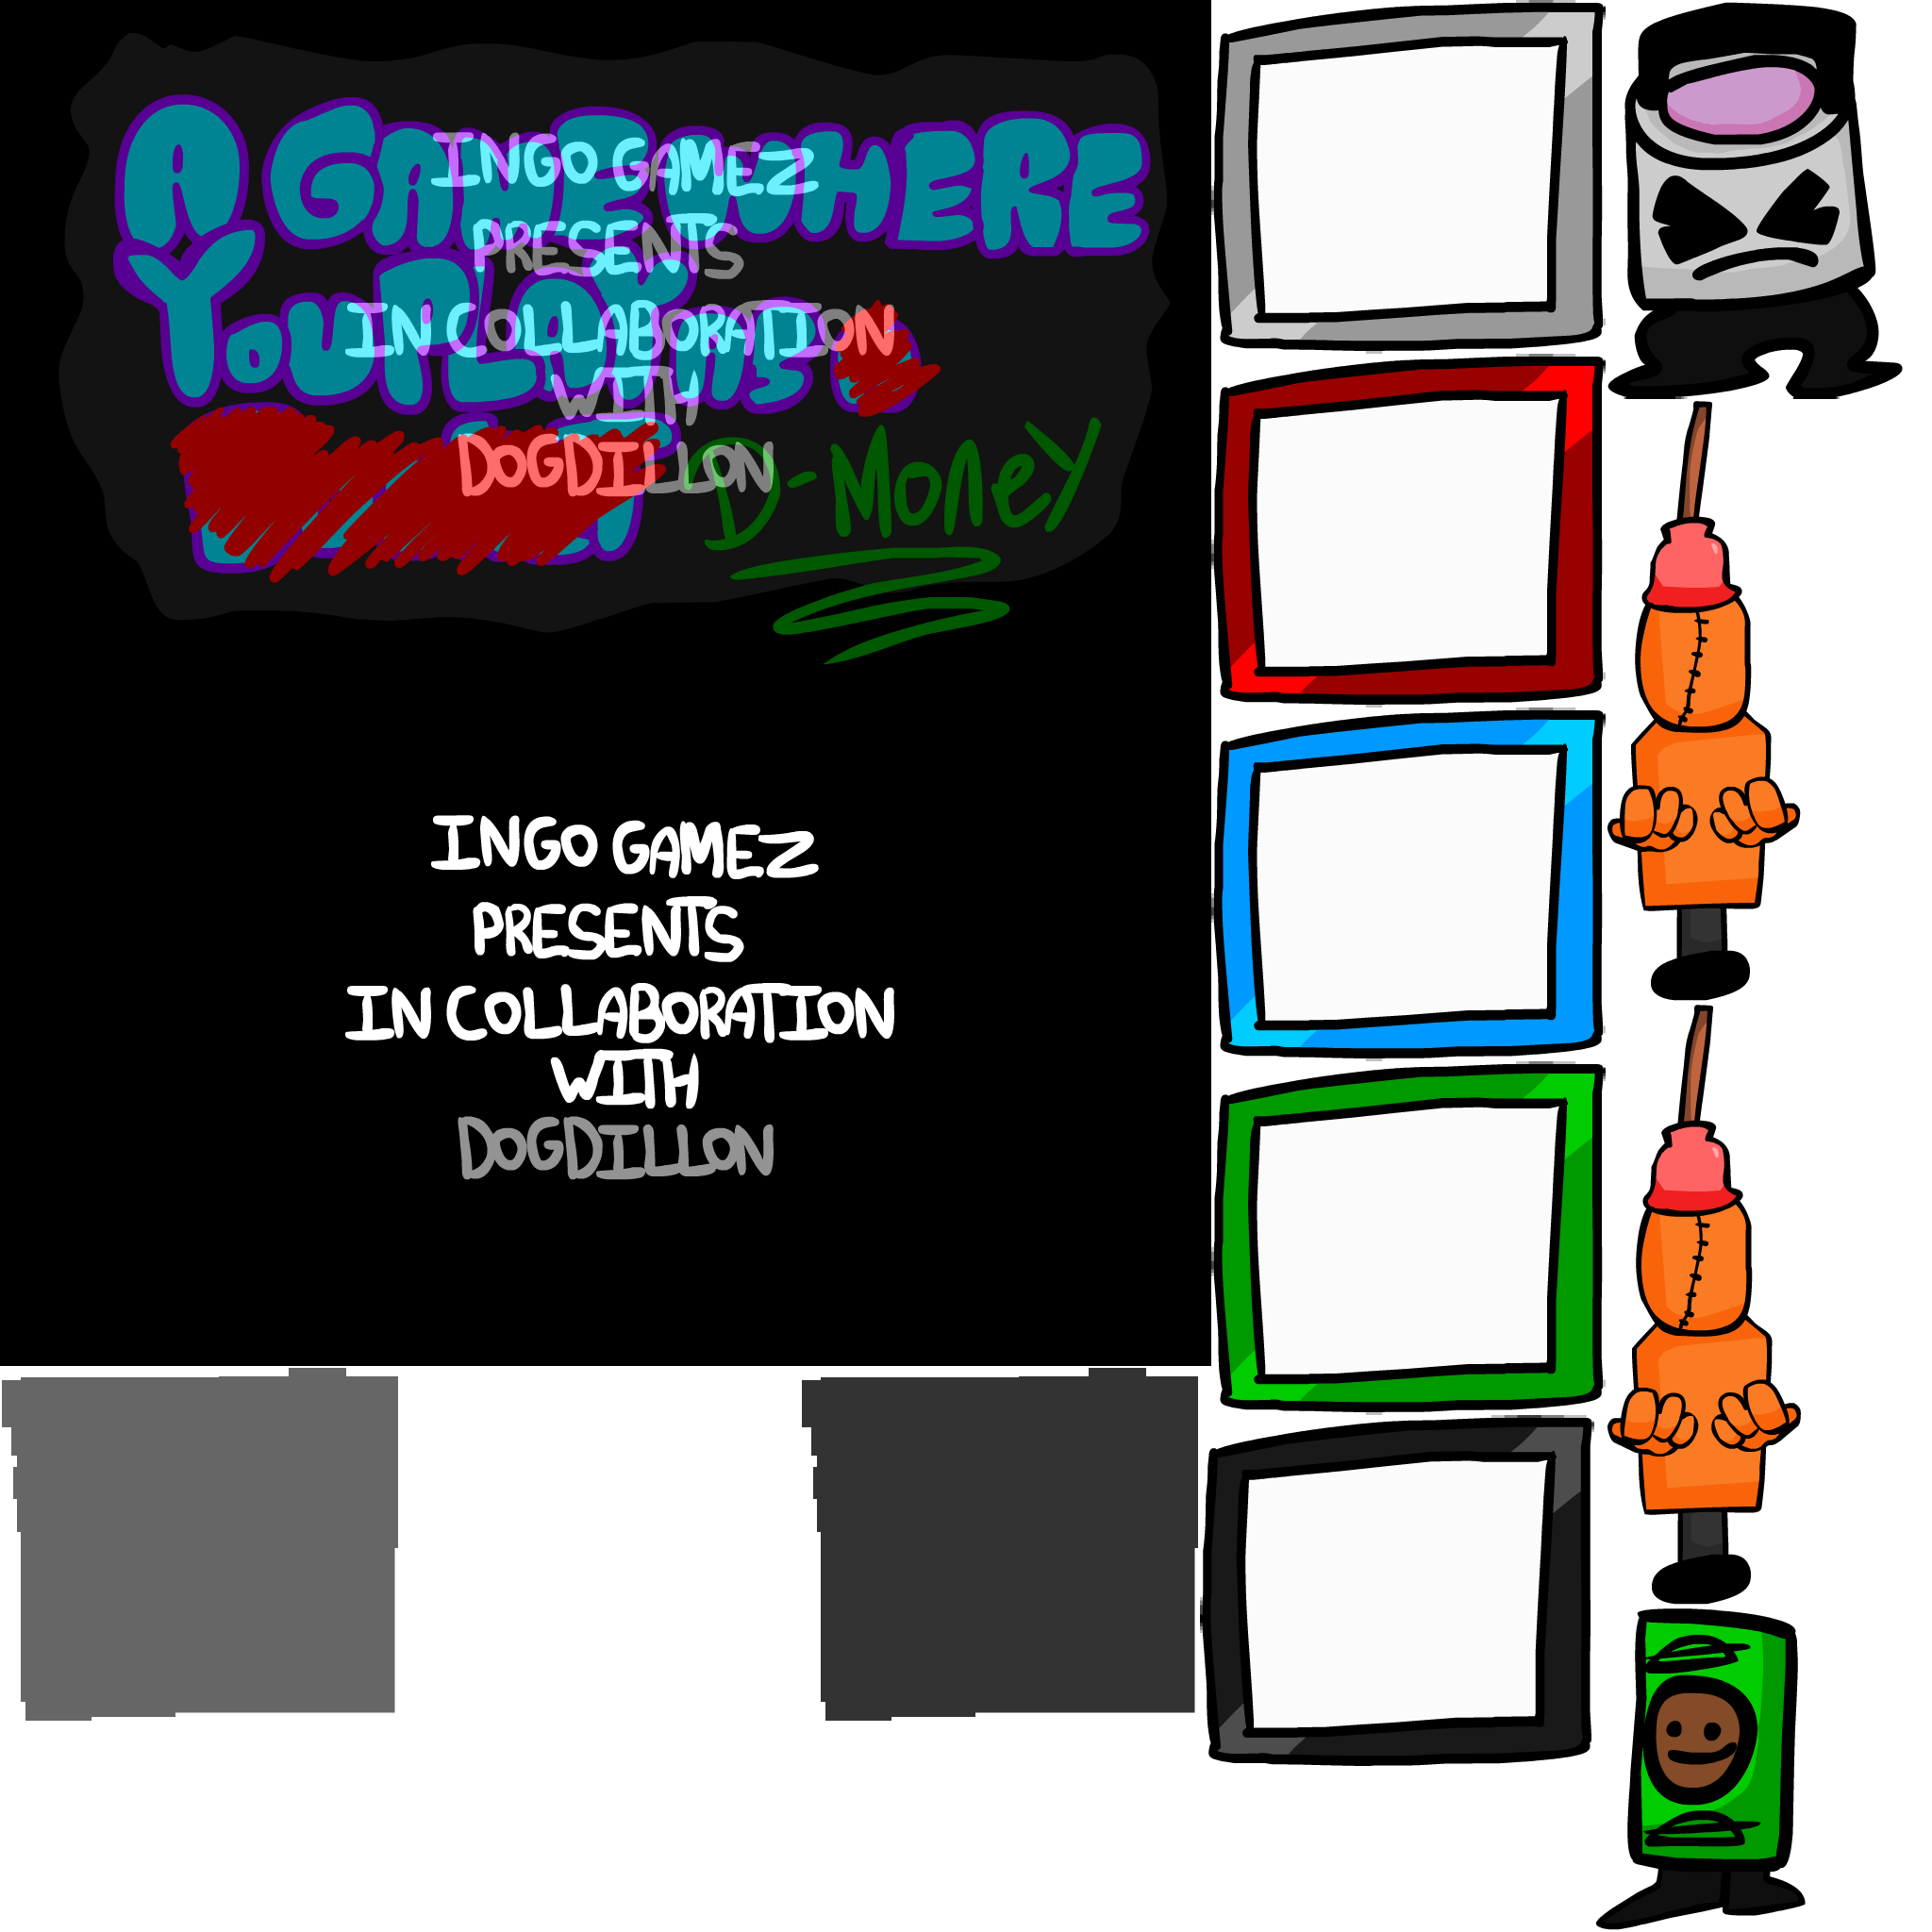 A GAME WHERE
YOU PLAY AS
D-MONEY
INGO GAMEZ
PRESENTS
IN COLLABORATION
WITH
DOGDILLON
INGO GAMEZ
PRESENTS
IN COLLABORATION
WITH
DOGDILLON